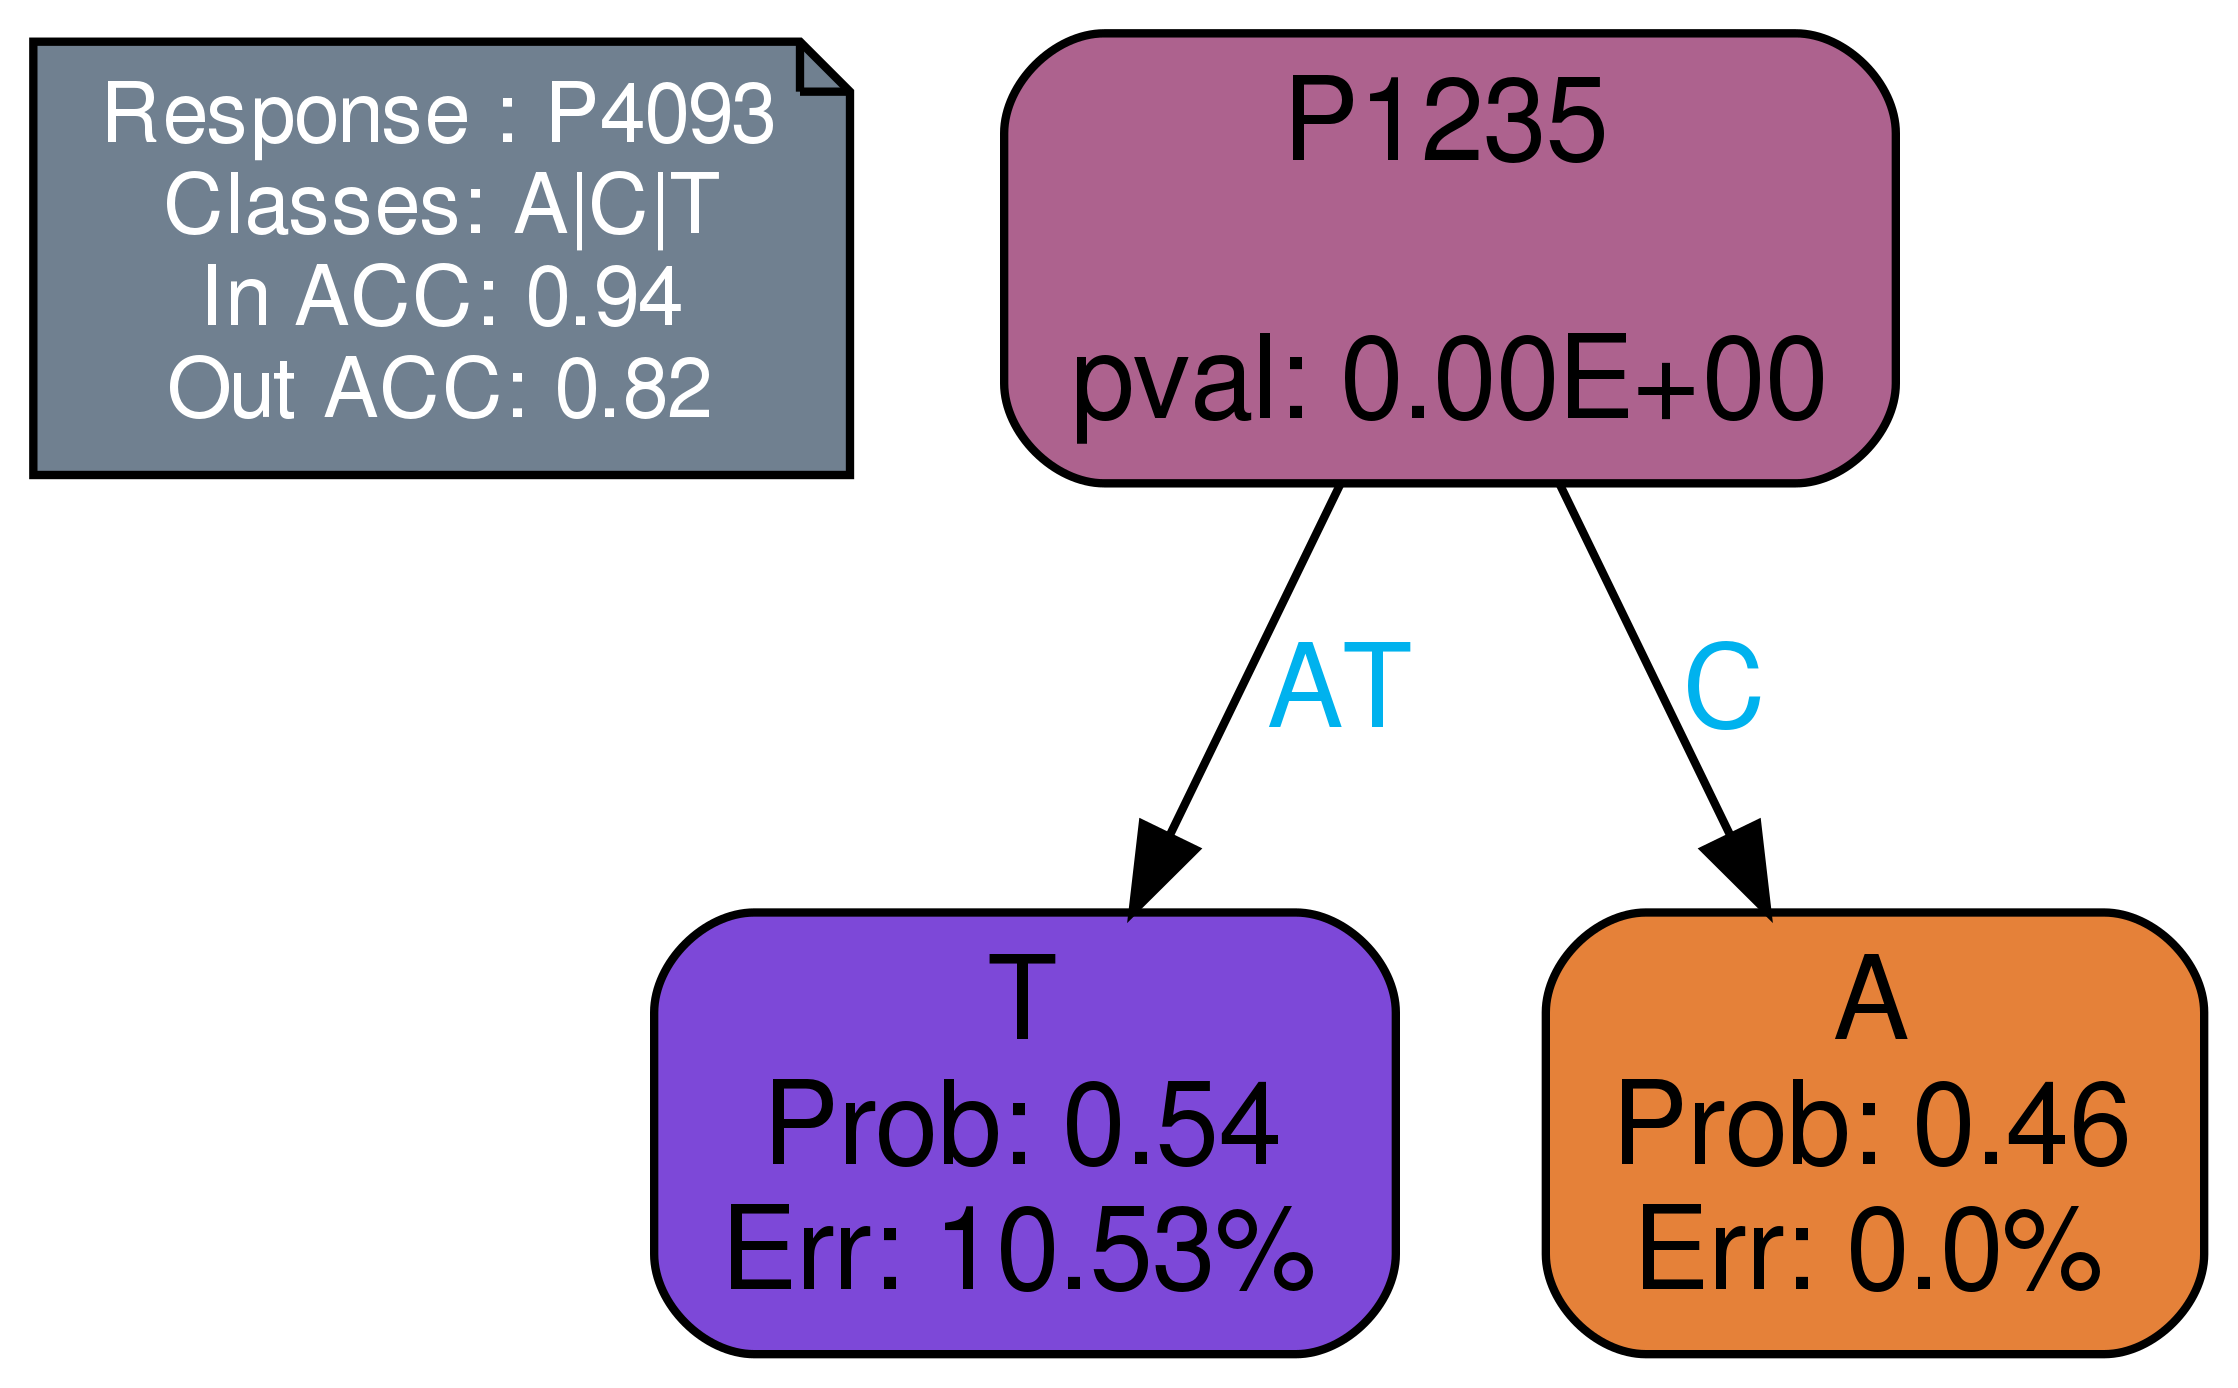 Response : P4093
Classes: A|C|T
In ACC: 0.94
Out ACC: 0.82
P1235
pval: 0.00E+00
AT
C
T
Prob: 0.54
Err: 10.53%
A
Prob: 0.46
Err: 0.0%